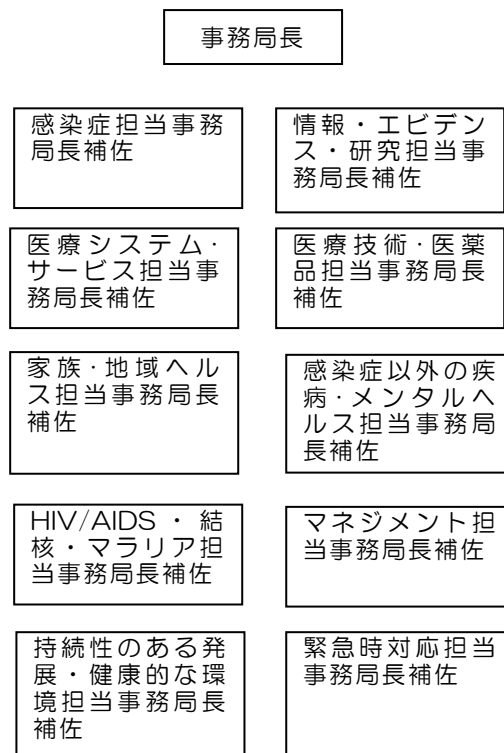 事務局長
感染症担当事務
局長補佐
情報・エビデン
ス・研究担当事
務局長補佐
医療システム・
サービス担当事
務局長補佐
医療技術・医薬
品担当事務局長
補佐
家族・地域ヘル
ス担当事務局長
補佐
感染症以外の疾
病・メンタルヘ
ルス担当事務局
長補佐
HIV/AIDS・結
核・マラリア担
当事務局長補佐
マネジメント担
当事務局長補佐
持続性のある発
展・健康的な環
境担当事務局長
補佐
緊急時対応担当
事務局長補佐